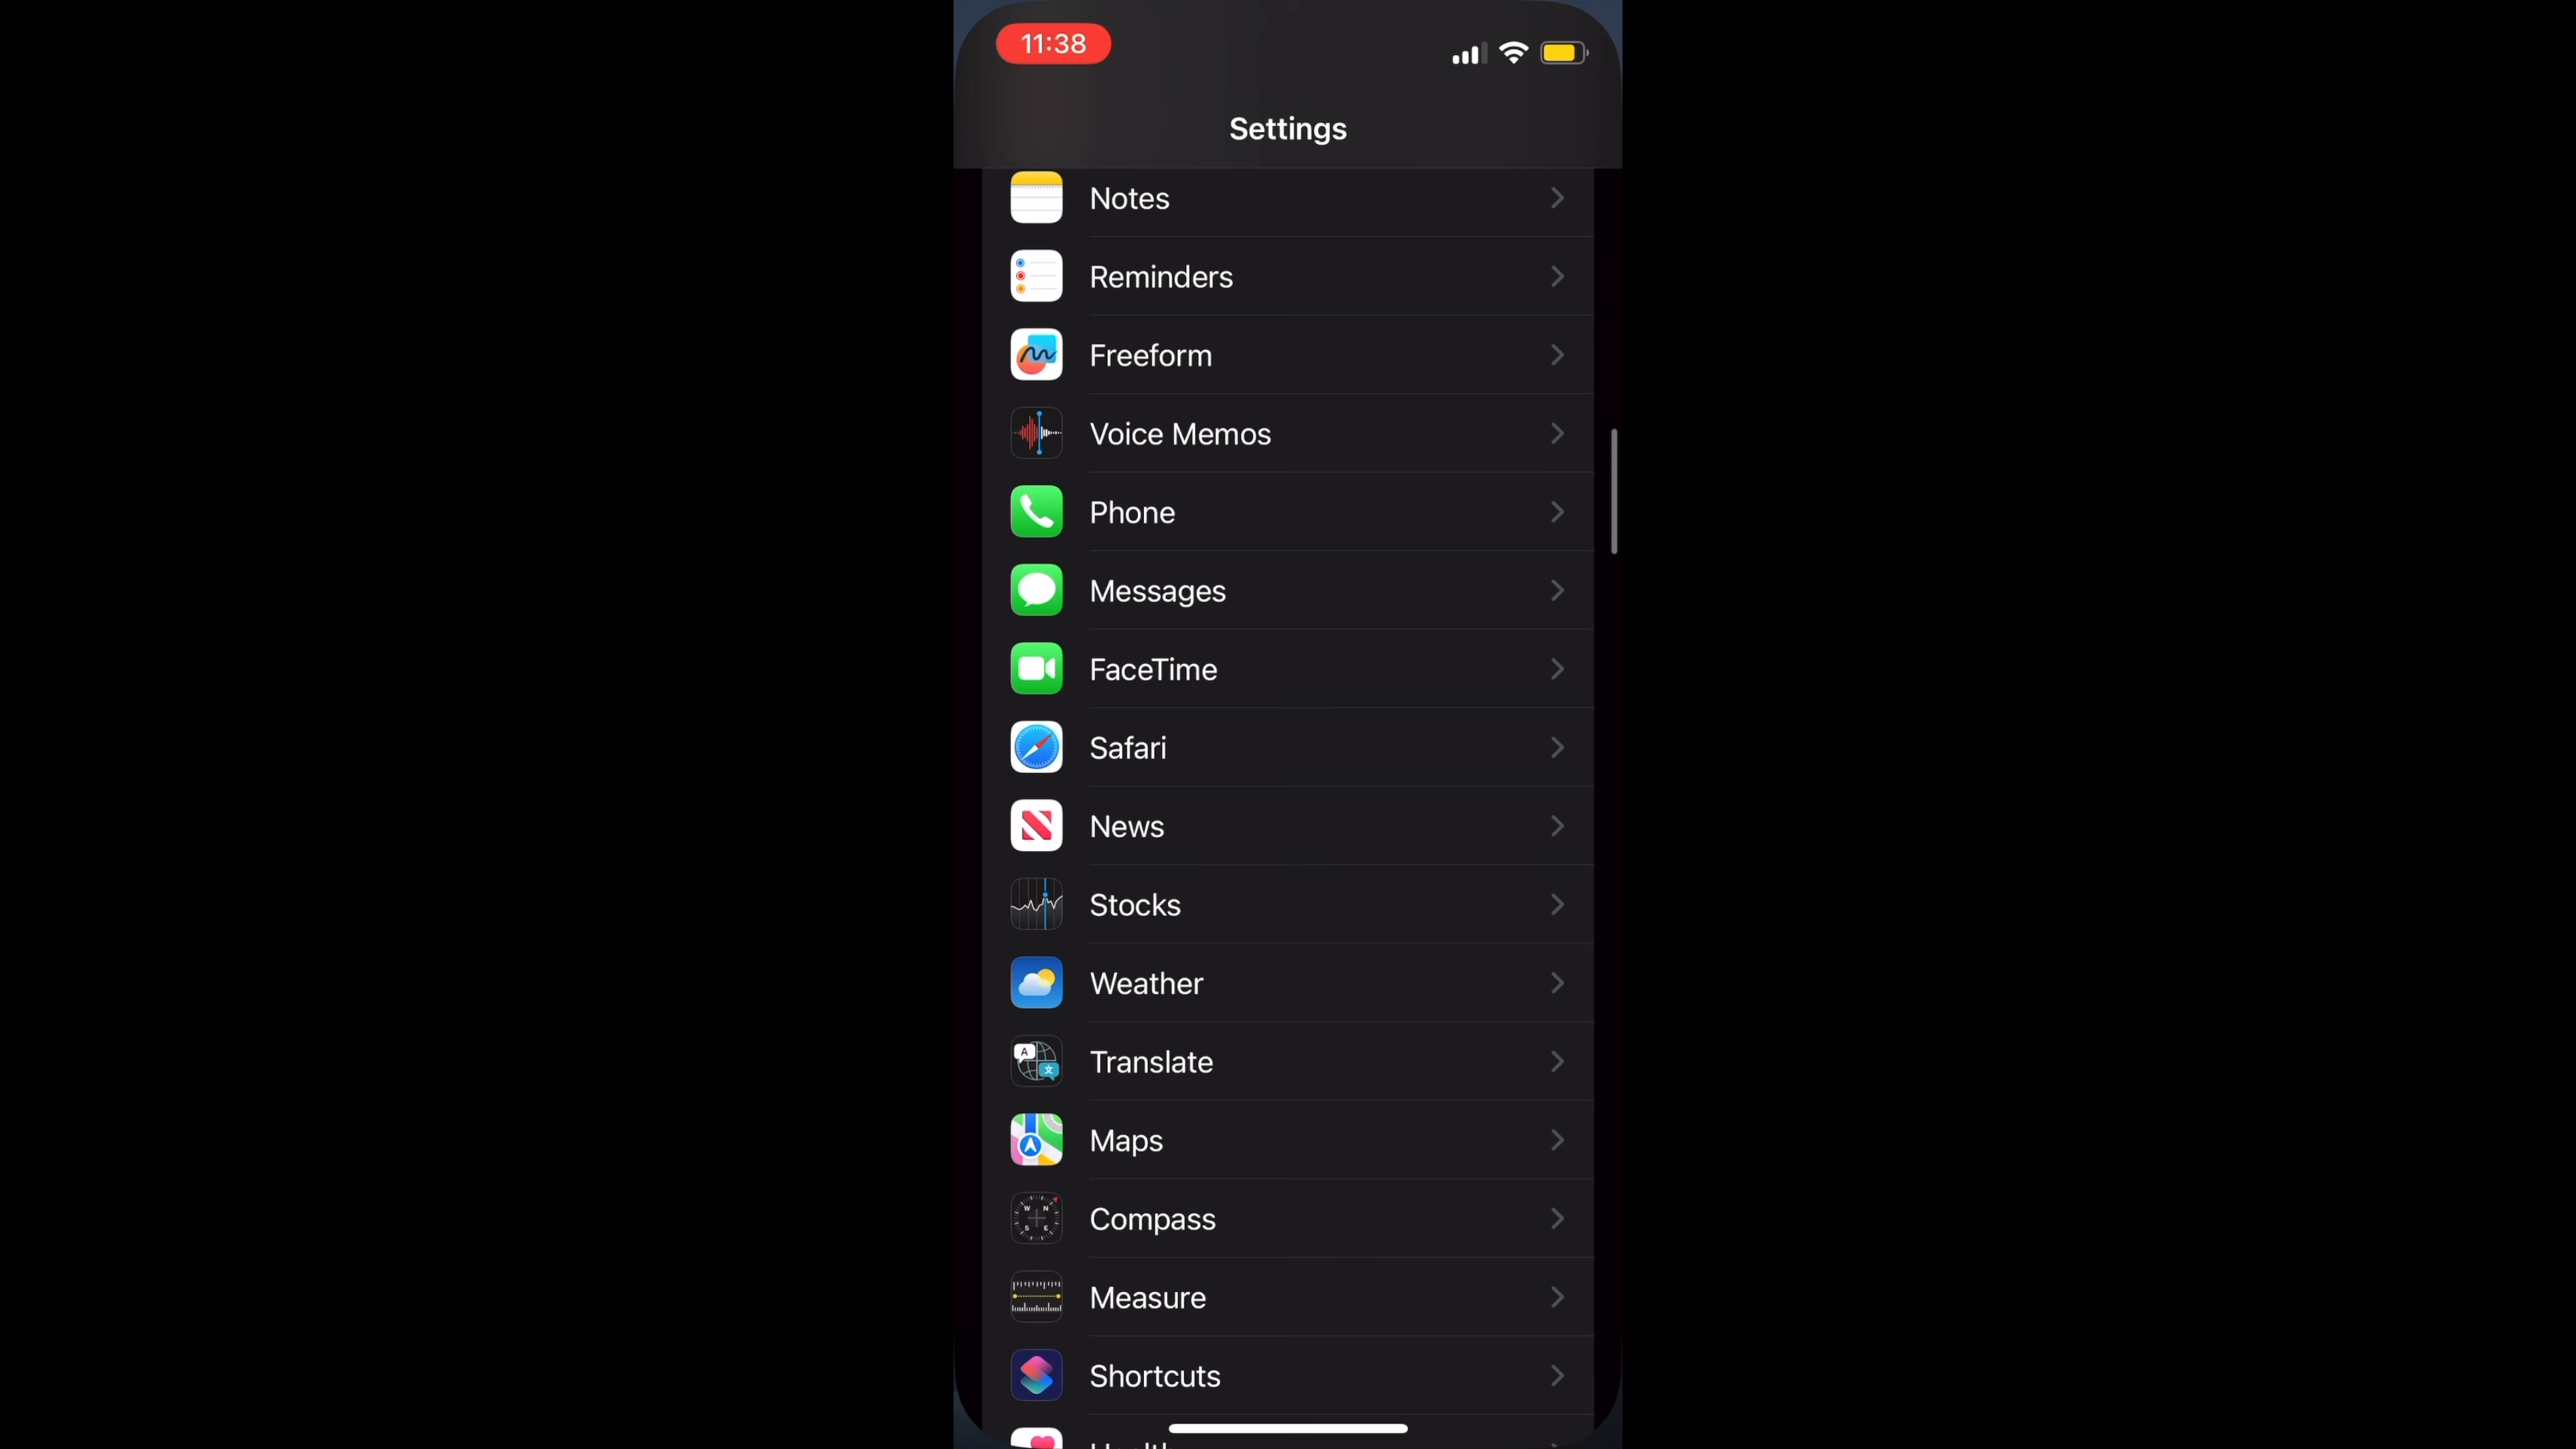 11:38
Settings
Notes
Reminders
Freeform
Voice Memos
Phone
Messages
FaceTime
Safari
News
Stocks
Weather
Translate
Maps
Compass
Measure
Shortcuts